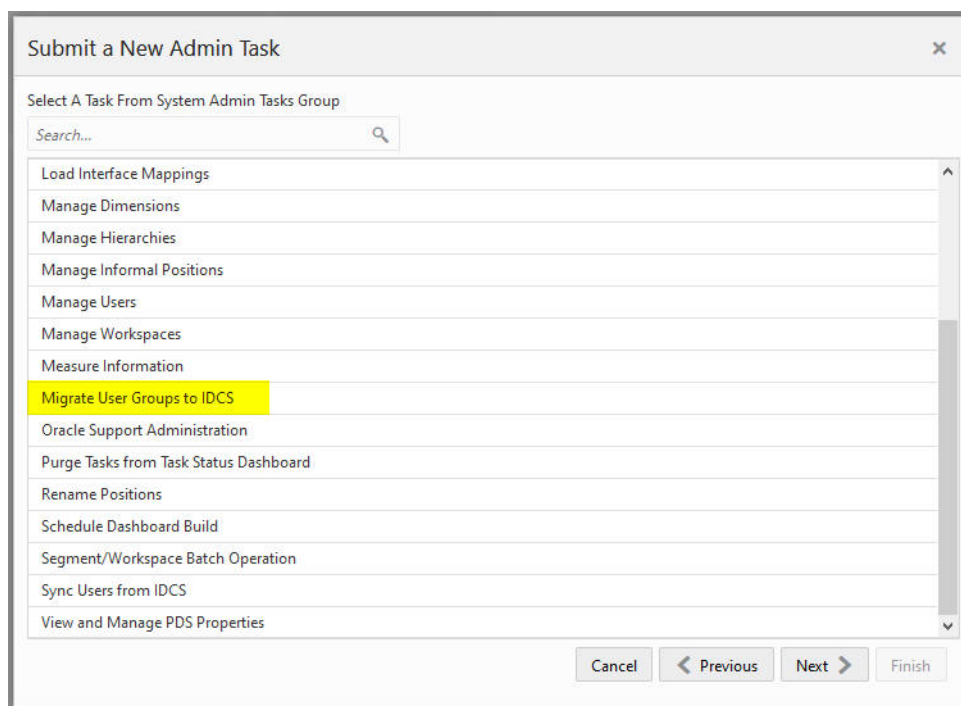 Submit a New Admin Task
Select A Task From System Admin Tasks Group
Search...
Load Interface Mappings
Manage Dimensions
Manage Hierarchies
Manage Informal Positions
Manage Users
Manage Workspaces
Measure Information
Migrate User Groups to IDCS
Oracle Support Administration
Purge Tasks from Task Status Dashboard
Rename Positions
Schedule Dashboard Build
Segment/Workspace Batch Operation
Sync Users from IDCS
View and Manage PDS Properties
Cancel Previous Next Finish